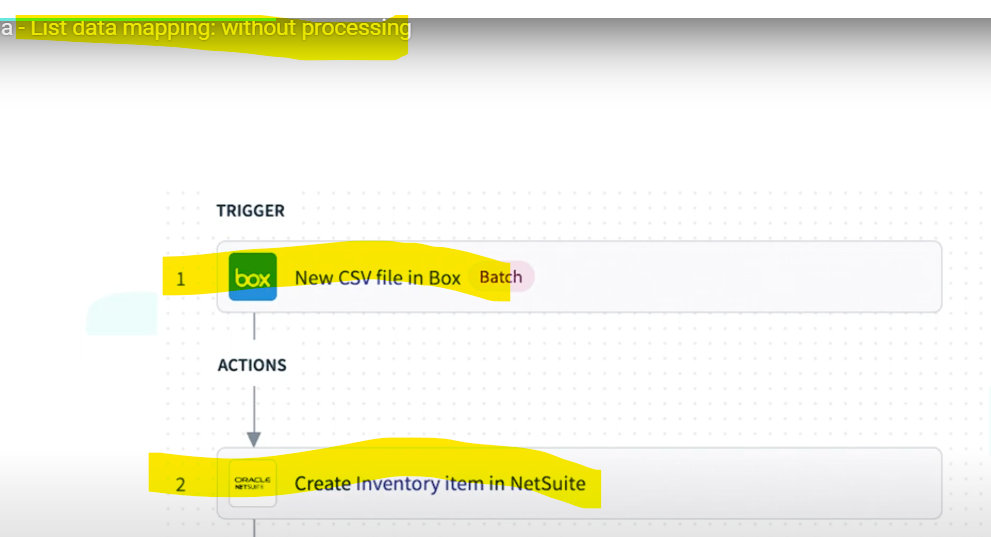 a - List data mapping: without processing
TRIGGER
1 box New CSV file in Box Batch
ACTIONS
2 ORACLE NETSUITE Create Inventory item in NetSuite